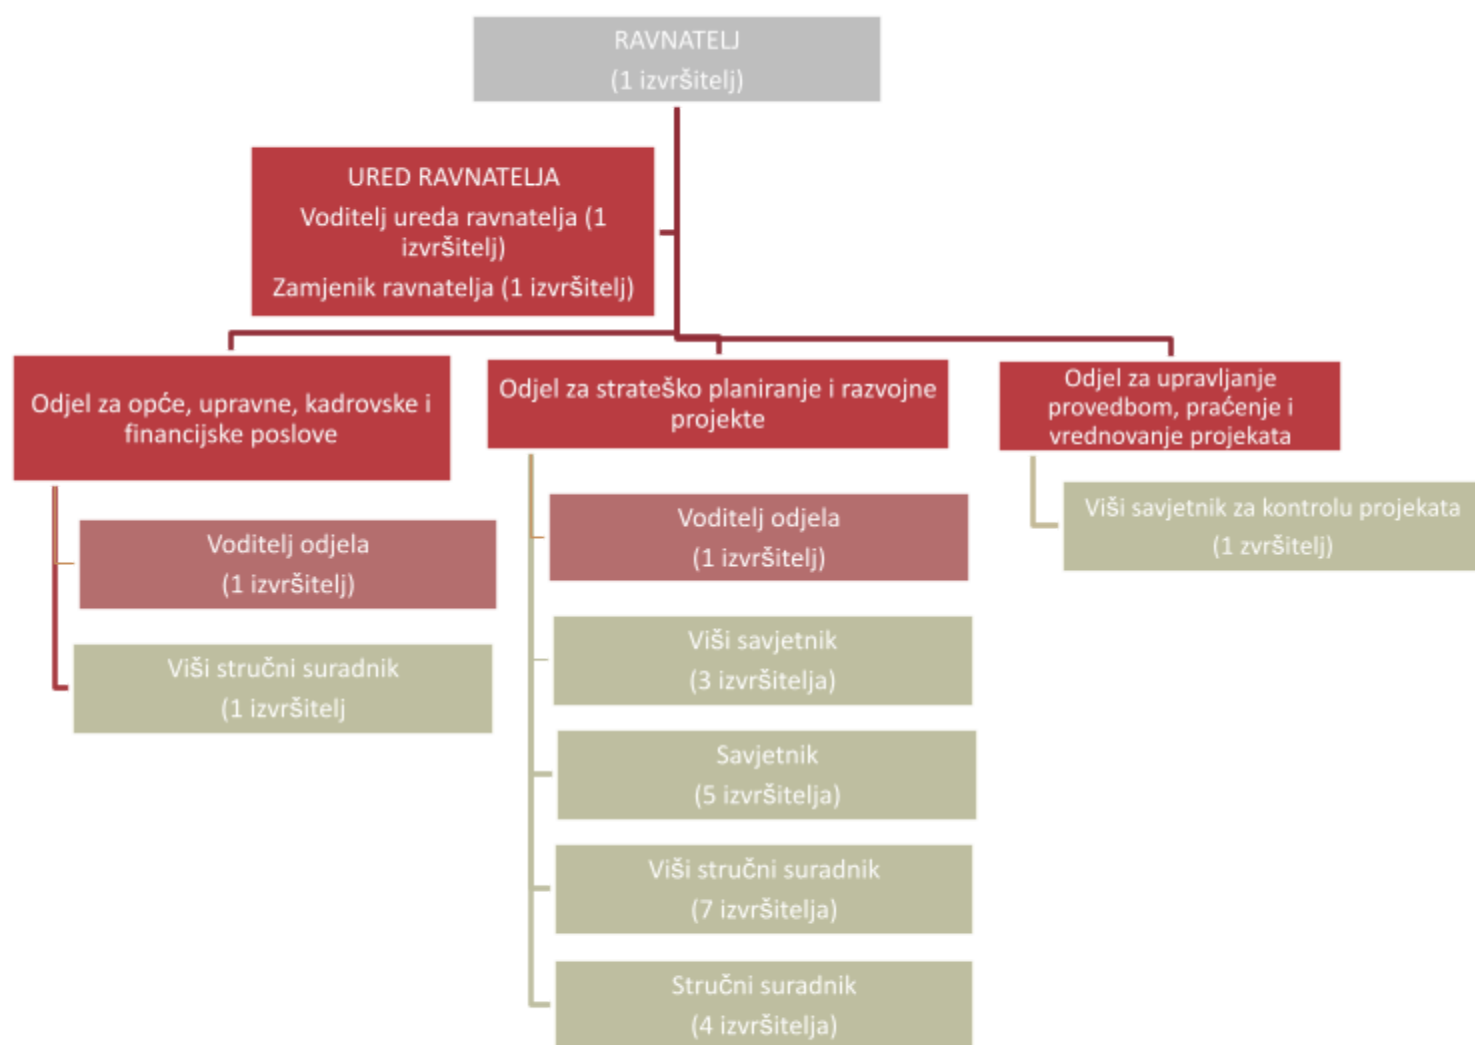 RAVNATELJ
(1 izvršitelj)
URED RAVNATELJA
Voditelj ureda ravnatelja (1
izvršitelj)
Zamjenik ravnatelja (1 izvršitelj)
Odjel za opće, upravne, kadrovske i
financijske poslove
Voditelj odjela
(1 izvršitelj)
Viši stručni suradnik
(1 izvršitelj
Odjel za strateško planiranje i razvojne
projekte
Voditelj odjela
(1 izvršitelj)
Viši savjetnik
(3 izvršitelja)
Savjetnik
(5 izvršitelja)
Viši stručni suradnik
(7 izvršitelja)
Stručni suradnik
(4 izvršitelja)
Odjel za upravljanje
provedbom, praćenje i
vrednovanje projekata
Viši savjetnik za kontrolu projekata
(1 zvršitelj)